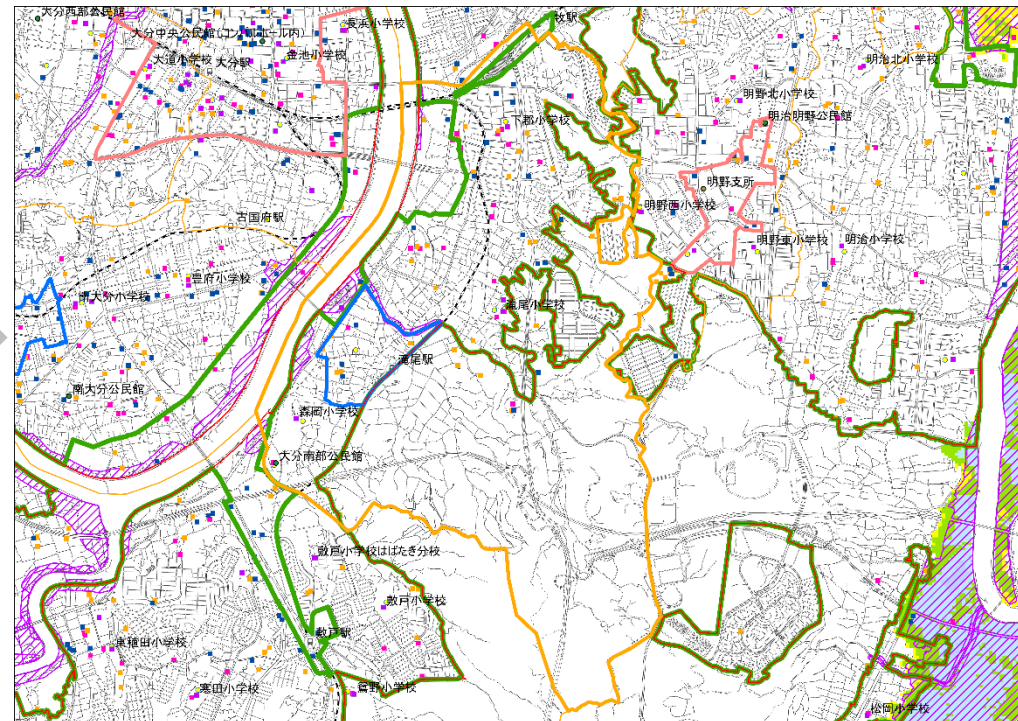 大分西部公民館
長浜小学校
牧駅
大分中央公民館(コンパルホール内)
金池小学校
大道小学校
大分駅
明治北小学校
明野北小学校
明治明野公民館
下郡小学校
明野支所
明野西小学校
古国府駅
明野東小学校
明治小学校
豊府小学校
南大分小学校
滝尾小学校
滝尾駅
南大分公民館
森岡小学校
大分南部公民館
敷戸小学校はばたき分校
敷戸小学校
敷戸駅
東稙田小学校
寒田小学校
鴛野小学校
松岡小学校